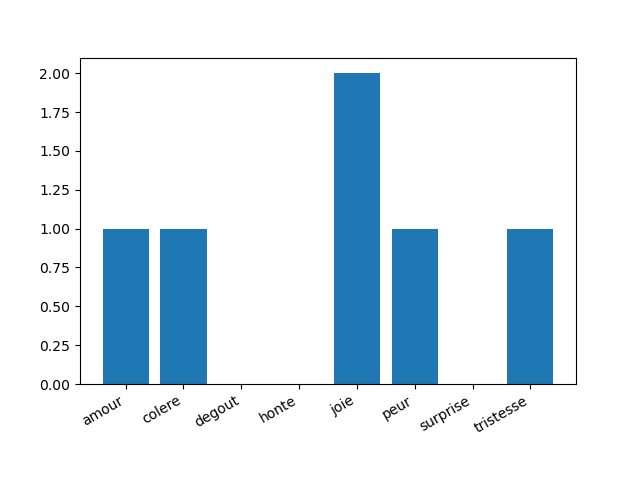 2.00
1.75
1.50
1.25
1.00
0.75
0.50
0.25
0.00
amour
colere
degout
honte
joie
peur
surprise
tristesse